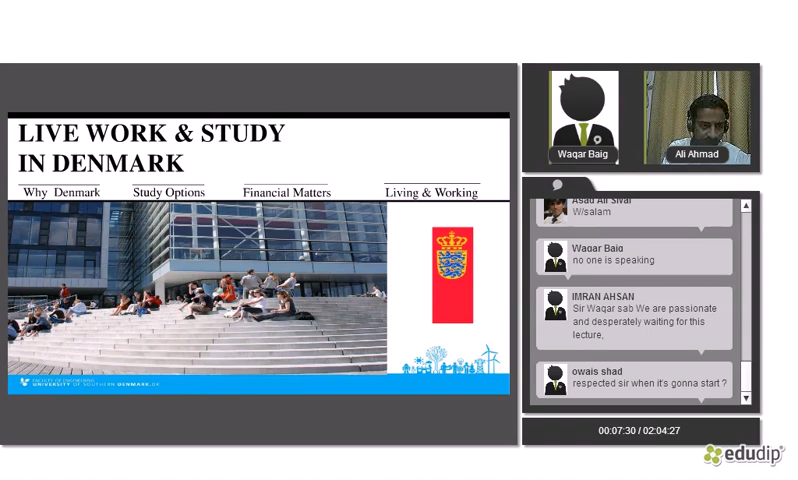 LIVE WORK & STUDY
IN DENMARK
Why Denmark
Study Options
Financial Matters
Living & Working
FACULTY OF ENGINEERING
UNIVERSITY OF SOUTHERN DENMARK.DK
Waqar Baig
Ali Ahmad
Asad Ali Sival
W/salam
Waqar Baig
no one is speaking
IMRAN AHSAN
Sir Waqar sab We are passionate
and desperately waiting for this
lecture,
owais shad
respected sir when it's gonna start ?
00:07:30 / 02:04:27
edudip